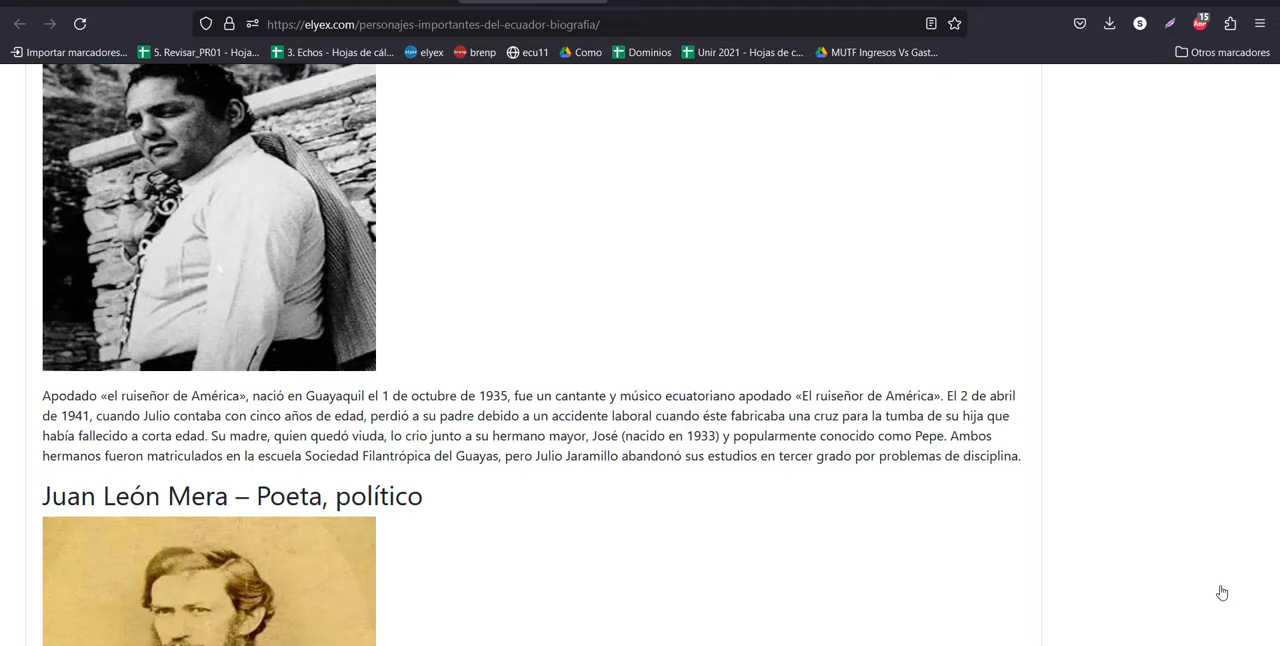 https://elyex.com/personajes-importantes-del-ecuador-biografia/
S
ABP
15
Importar marcadores...
5. Revisar_PR01 - Hoja...
3. Echos - Hojas de cál...
elyex
brenp
ecu11
Como
Dominios
Unir 2021 - Hojas de c...
MUTF Ingresos Vs Gast...
Otros marcadores
Apodado «el ruiseñor de América», nació en Guayaquil el 1 de octubre de 1935, fue un cantante y músico ecuatoriano apodado «El ruiseñor de América». El 2 de abril
de 1941, cuando Julio contaba con cinco años de edad, perdió a su padre debido a un accidente laboral cuando éste fabricaba una cruz para la tumba de su hija que
había fallecido a corta edad. Su madre, quien quedó viuda, lo crio junto a su hermano mayor, José (nacido en 1933) y popularmente conocido como Pepe. Ambos
hermanos fueron matriculados en la escuela Sociedad Filantrópica del Guayas, pero Julio Jaramillo abandonó sus estudios en tercer grado por problemas de disciplina.
Juan León Mera – Poeta, político